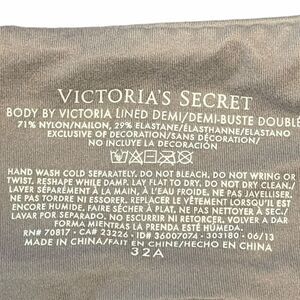 VICTORIA'S SECRET
BODY BY VICTORIA LINED DEMI/DEMI-BUSTE DOUBLÉ
71% NYLON/NAILON, 29% ELASTANE/ÉLASTHANNE/ELASTANO
EXCLUSIVE OF DECORATION/SANS DÉCORATION/
NO INCLUYE LA DECORACIÓN
HAND WASH COLD SEPARATELY. DO NOT BLEACH. DO NOT WRING OR
TWIST. RESHAPE WHILE DAMP. LAY FLAT TO DRY. DO NOT DRY CLEAN./
LAVER SÉPARÉMENT À LA MAIN, À L'EAU FROIDE. NE PAS JAVELLISER.
NE PAS TORDRE NI ESSORER. REPLACER LE VÊTEMENT LORSQU'IL EST
ENCORE HUMIDE. FAIRE SÉCHER À PLAT. NE PAS NETTOYER À SEC./
LAVAR POR SEPARADO. NO ESCURRIR NI RETORCER. VOLVER A DAR
FORMA MIENTRAS LA PRENDA ESTÉ HÚMEDA.
RN# 70817 • CA# 23226 • ID# 36007074 • 303180 • 06/13
MADE IN CHINA/FAIT EN CHINE/HECHO EN CHINA
32A